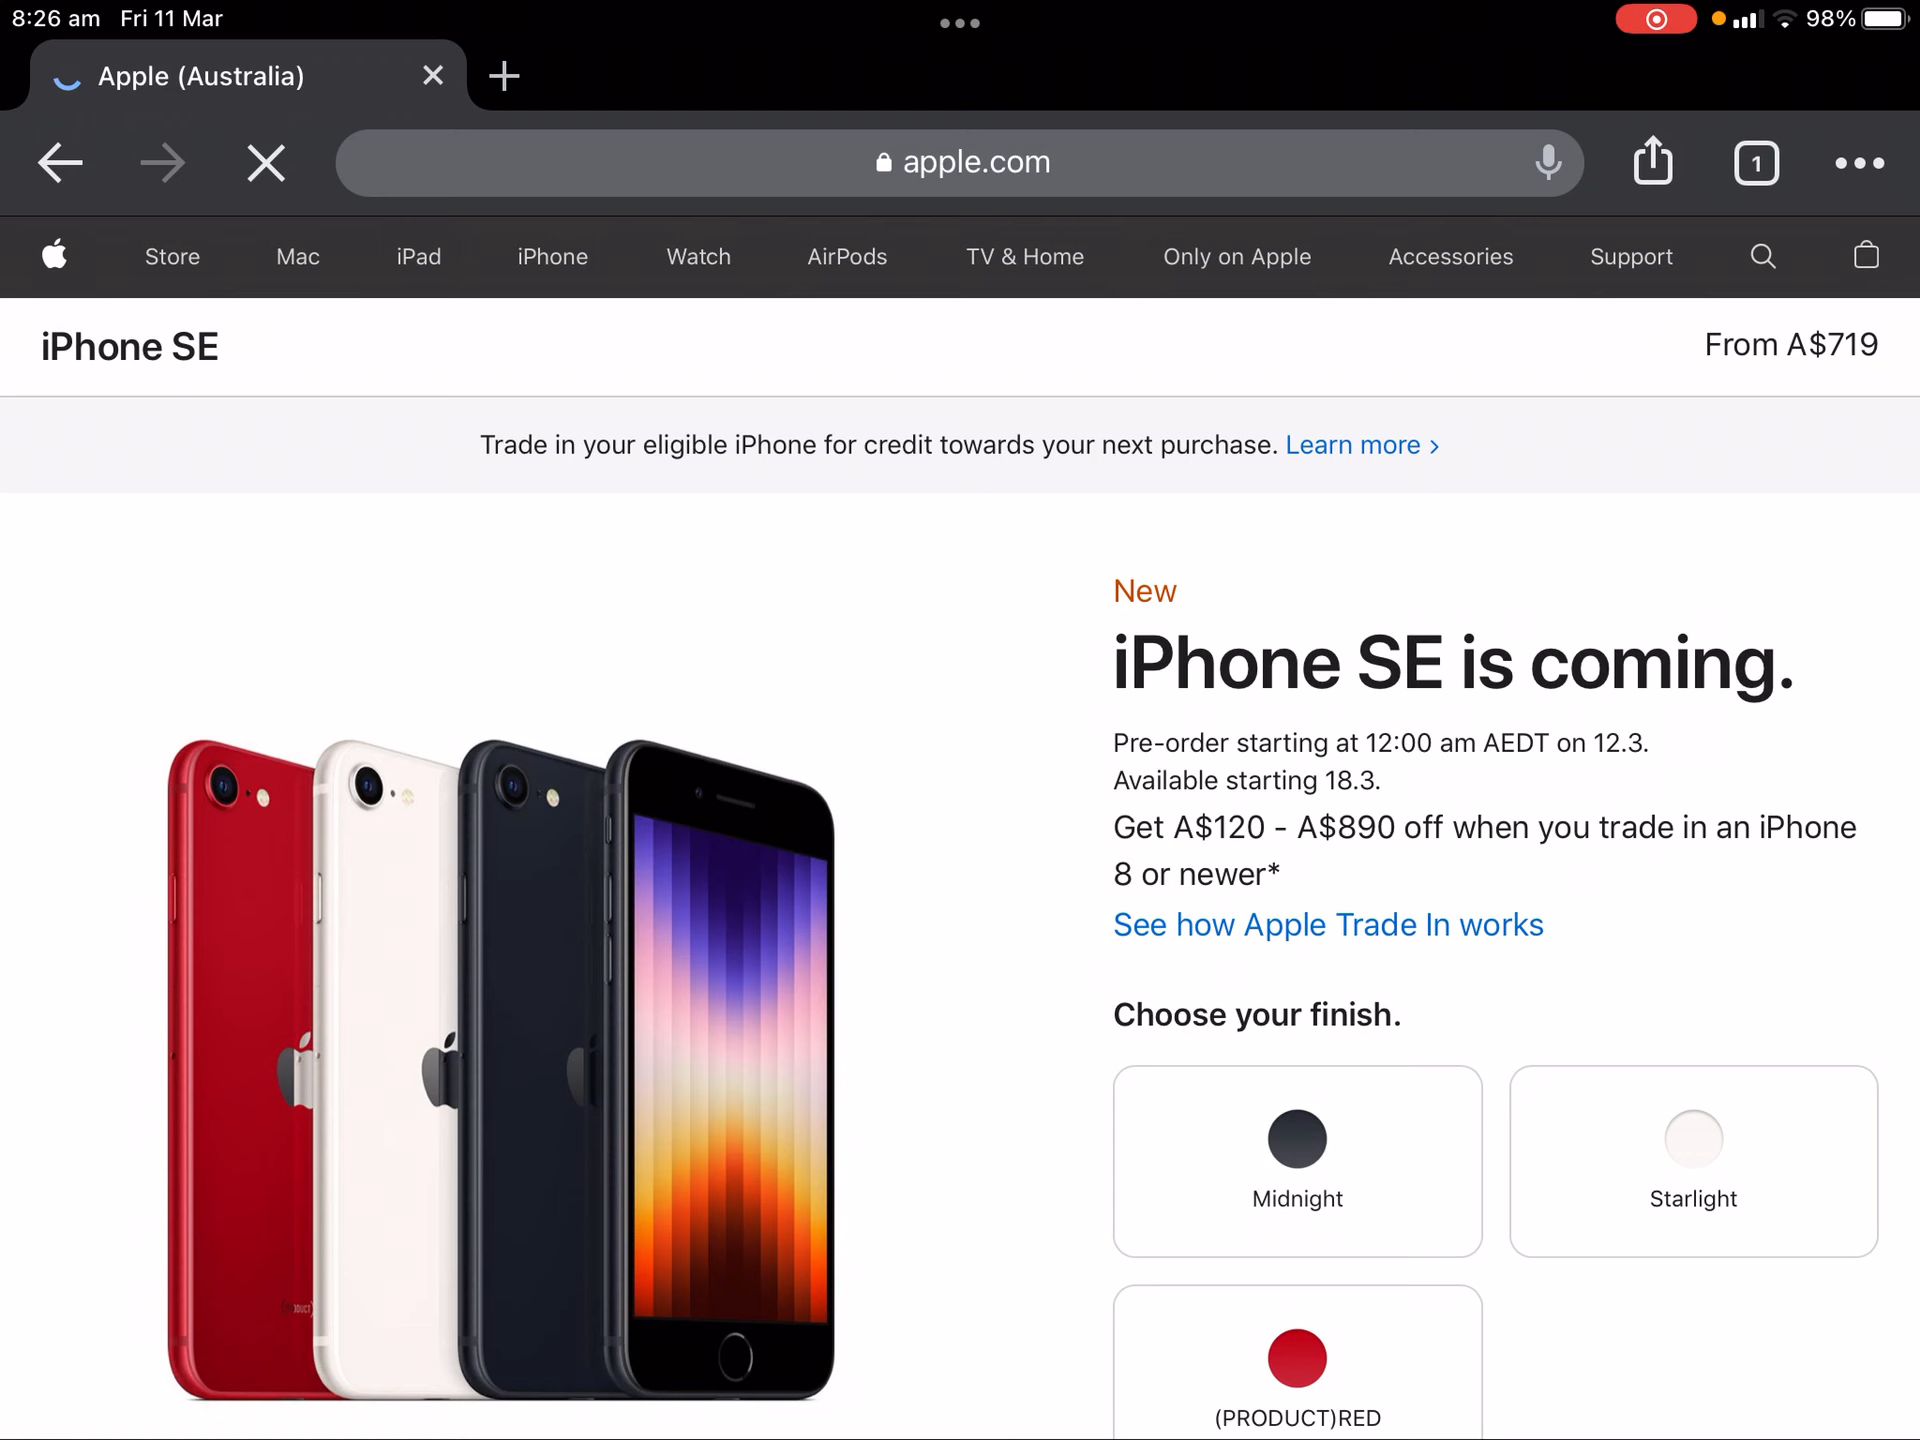 8:26 am Fri 11 Mar
98%
Apple (Australia)
apple.com
1
Store Mac iPad iPhone Watch AirPods TV & Home Only on Apple Accessories Support
iPhone SE
From A$719
Trade in your eligible iPhone for credit towards your next purchase. Learn more >
New
iPhone SE is coming.
Pre-order starting at 12:00 am AEDT on 12.3.
Available starting 18.3.
Get A$120 - A$890 off when you trade in an iPhone
8 or newer*
See how Apple Trade In works
Choose your finish.
Midnight
Starlight
(PRODUCT)RED